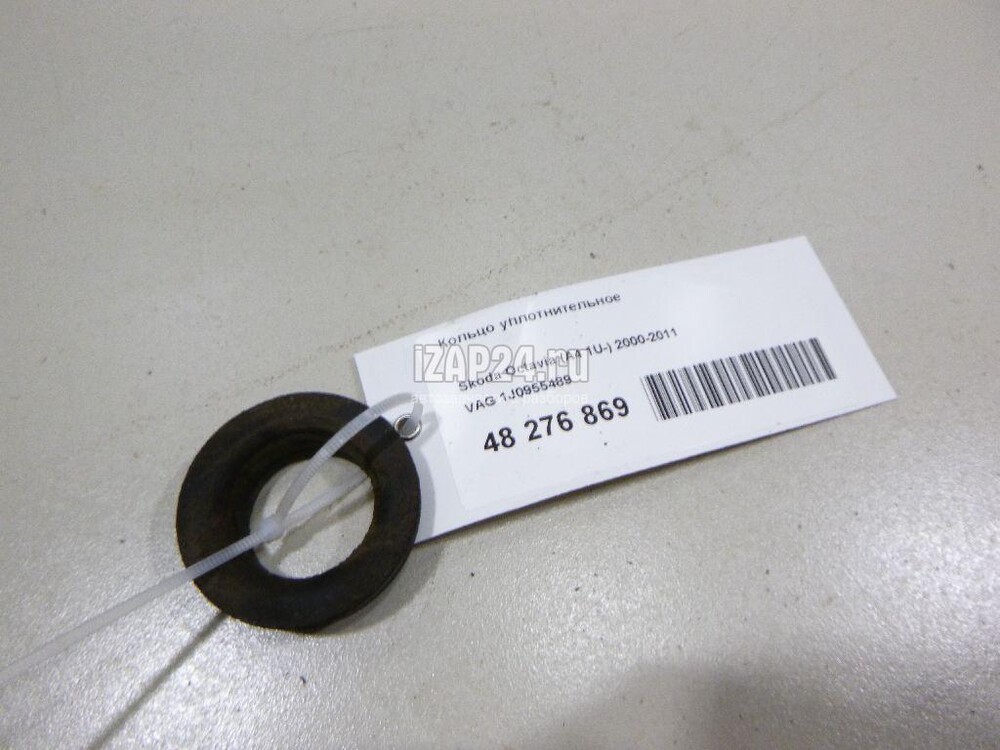 Кольцо уплотнительное
iZAP24.ru
Skoda Octavia (A4 1U-) 2000-2011
VAG 1J0955489
48 276 869